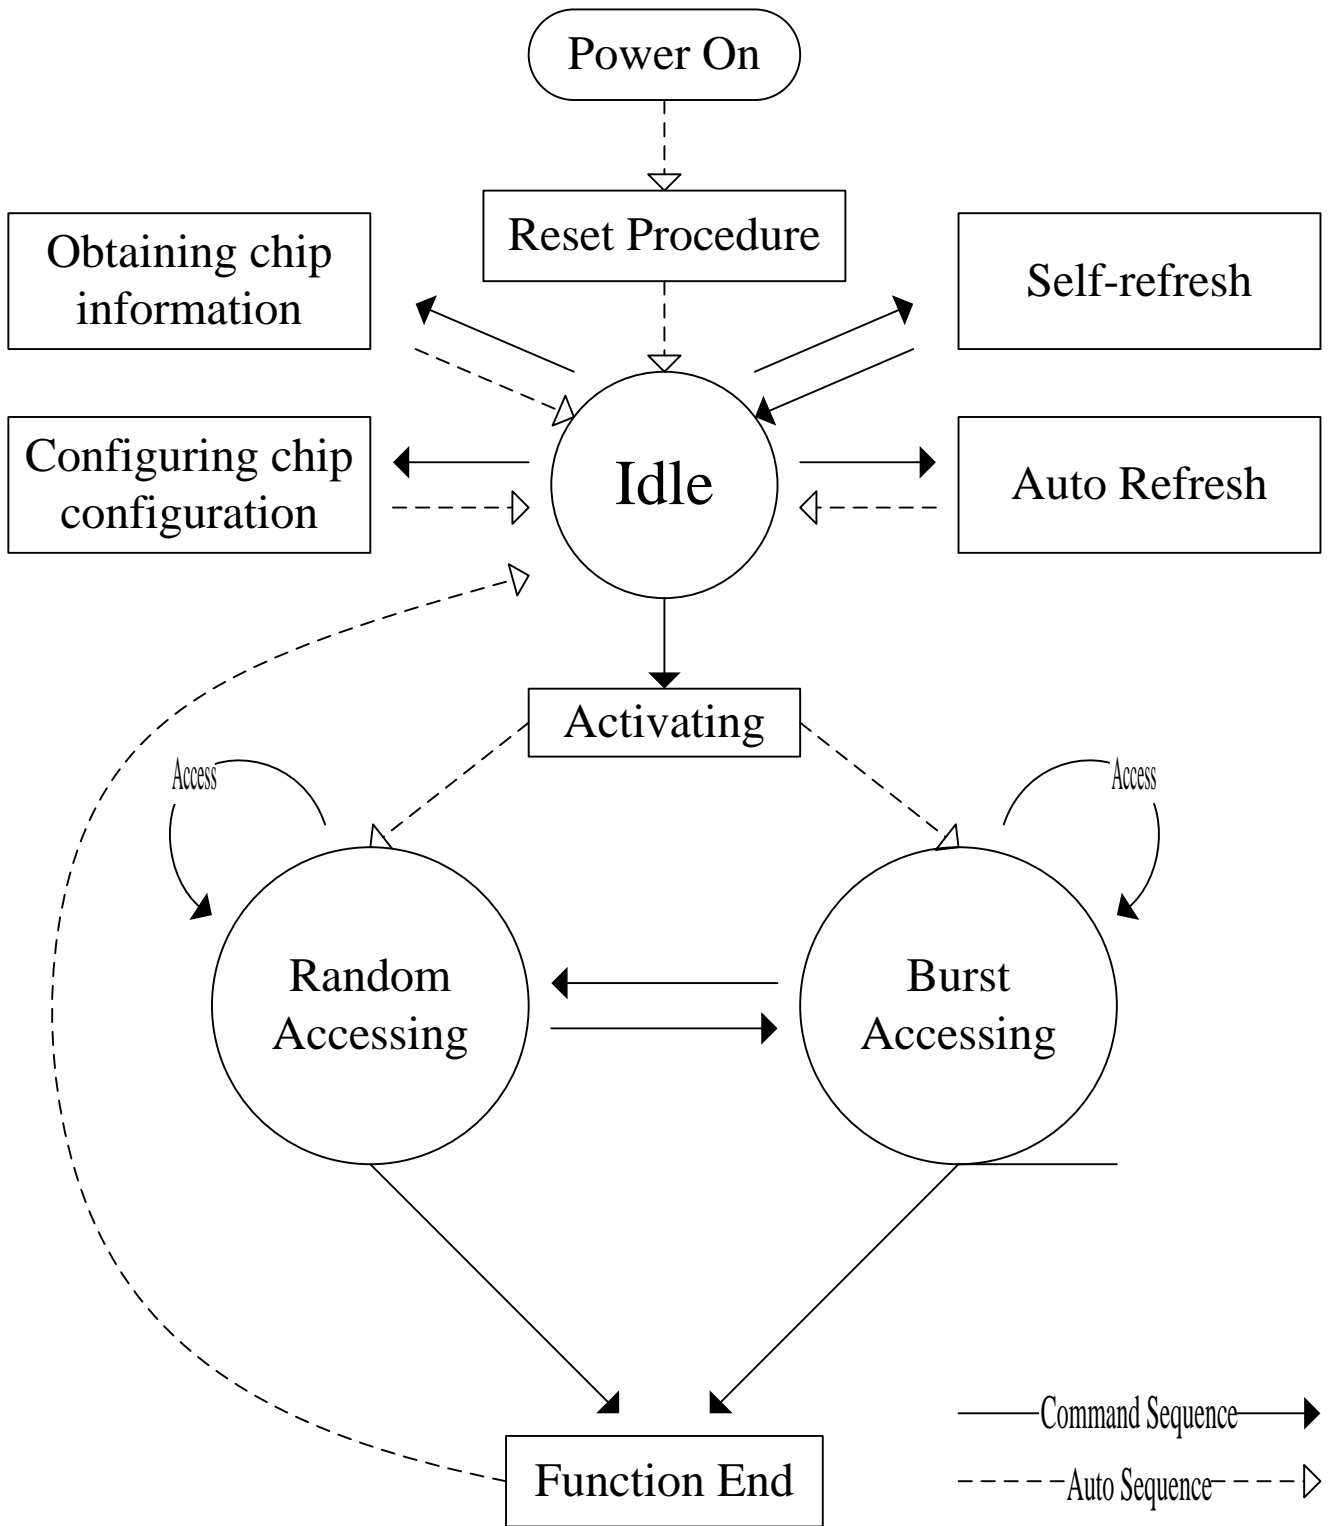 Power On
Reset Procedure
Obtaining chip
information
Self-refresh
Configuring chip
configuration
Idle
Auto Refresh
Activating
Access
Access
Random
Accessing
Burst
Accessing
Function End
Command Sequence
Auto Sequence